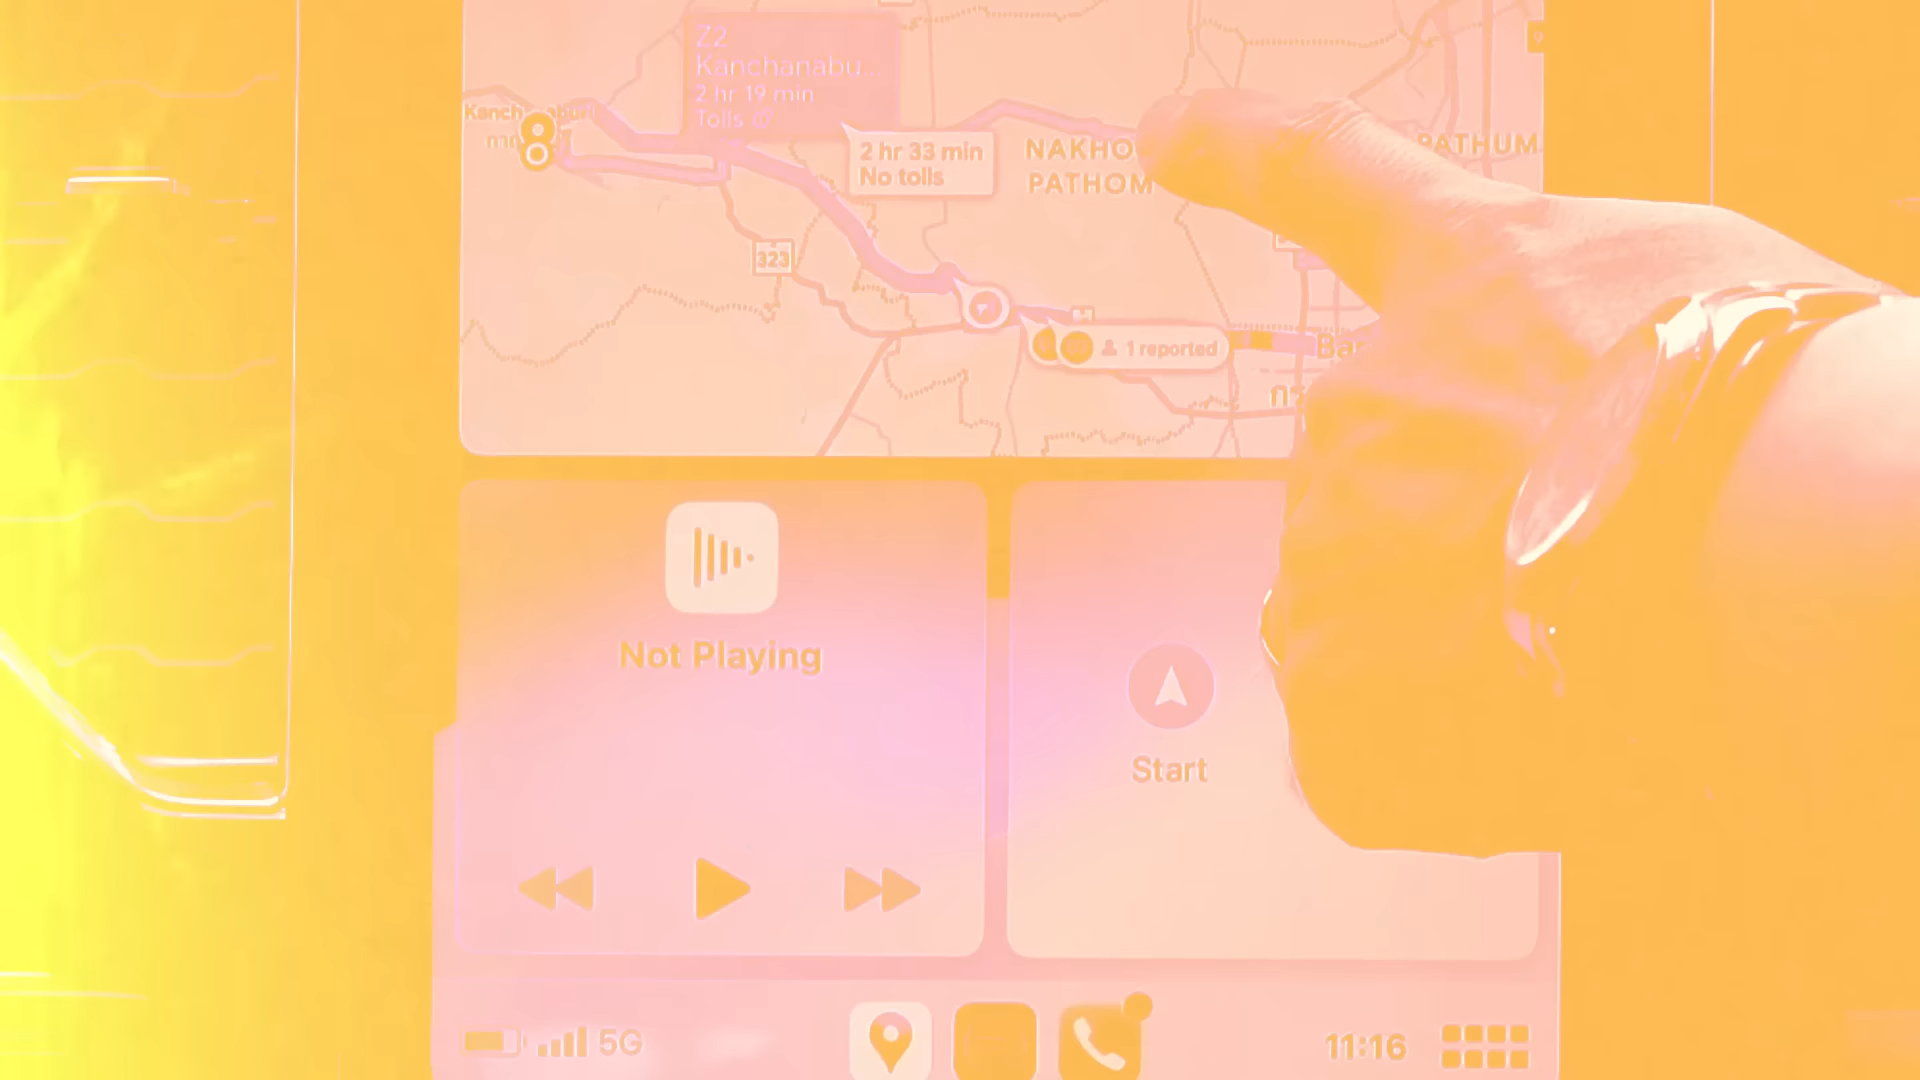 Z2
Kanchanabu...
2 hr 19 min
Tolls
2 hr 33 min
No tolls
NAKHO
PATHOM
PATHUM
323
1 reported
Not Playing
Start
5G
11:16